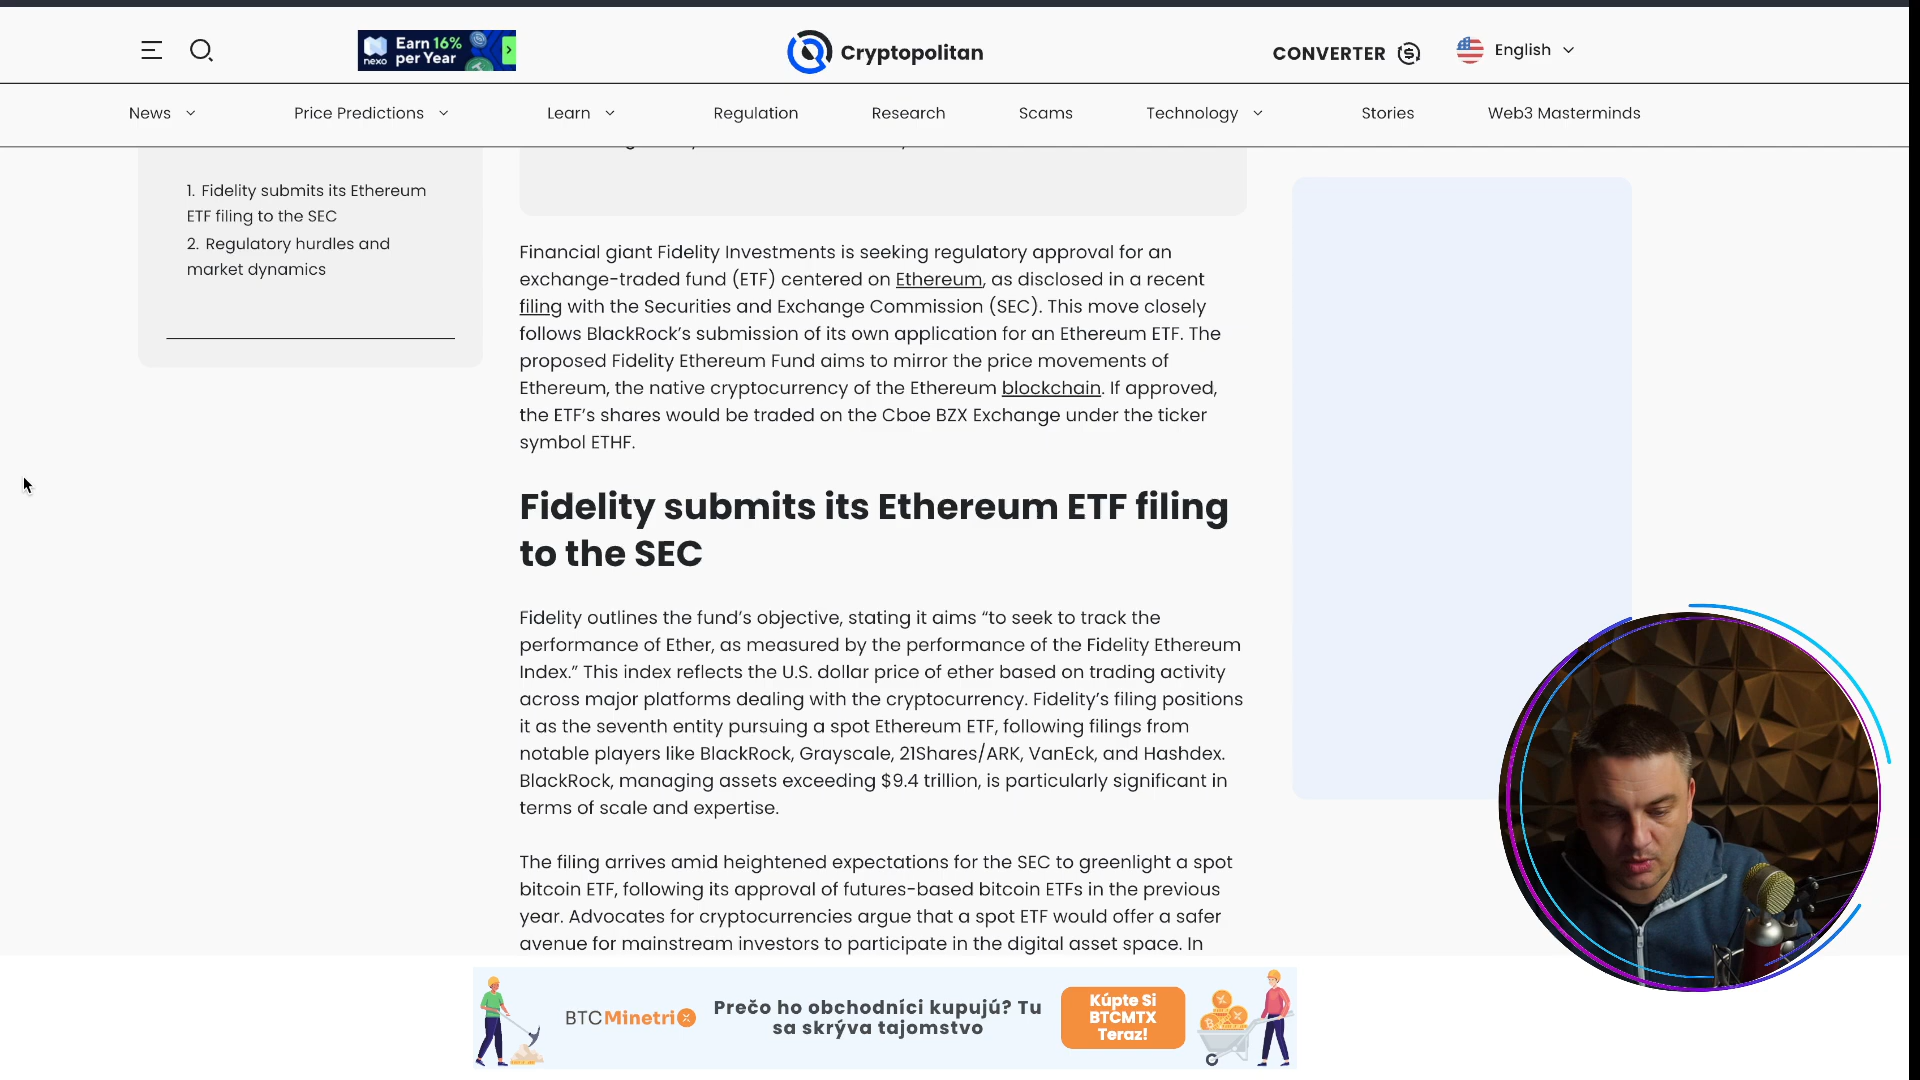 Earn 16%
per Year
nexo
Cryptopolitan
CONVERTER
English
News
Price Predictions
Learn
Regulation
Research
Scams
Technology
Stories
Web3 Masterminds
1. Fidelity submits its Ethereum
ETF filing to the SEC
2. Regulatory hurdles and
market dynamics
Financial giant Fidelity Investments is seeking regulatory approval for an
exchange-traded fund (ETF) centered on Ethereum, as disclosed in a recent
filing with the Securities and Exchange Commission (SEC). This move closely
follows BlackRock’s submission of its own application for an Ethereum ETF. The
proposed Fidelity Ethereum Fund aims to mirror the price movements of
Ethereum, the native cryptocurrency of the Ethereum blockchain. If approved,
the ETF’s shares would be traded on the Cboe BZX Exchange under the ticker
symbol ETHF.
Fidelity submits its Ethereum ETF filing
to the SEC
Fidelity outlines the fund’s objective, stating it aims “to seek to track the
performance of Ether, as measured by the performance of the Fidelity Ethereum
Index.” This index reflects the U.S. dollar price of ether based on trading activity
across major platforms dealing with the cryptocurrency. Fidelity’s filing positions
it as the seventh entity pursuing a spot Ethereum ETF, following filings from
notable players like BlackRock, Grayscale, 21Shares/ARK, VanEck, and Hashdex.
BlackRock, managing assets exceeding $9.4 trillion, is particularly significant in
terms of scale and expertise.
The filing arrives amid heightened expectations for the SEC to greenlight a spot
bitcoin ETF, following its approval of futures-based bitcoin ETFs in the previous
year. Advocates for cryptocurrencies argue that a spot ETF would offer a safer
avenue for mainstream investors to participate in the digital asset space. In
BTCMinetrix
Prečo ho obchodníci kupujú? Tu
sa skrýva tajomstvo
Kúpte Si
BTCMTX
Teraz!